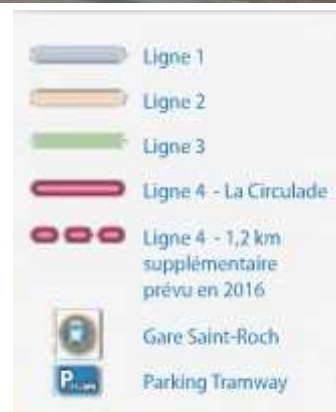 Ligne 1
Ligne 2
Ligne 3
Ligne 4 - La Circulade
Ligne 4 - 1,2 km
supplémentaire
prévu en 2016
Gare Saint-Roch
P
Parking Tramway